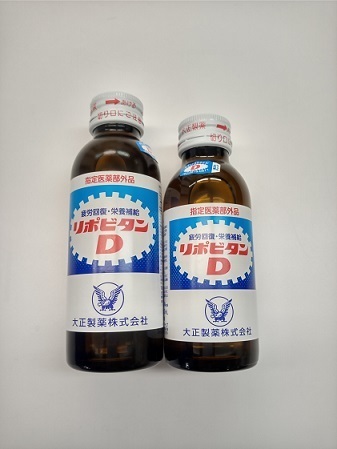 指定医薬部外品
疲労回復・栄養補給
リポビタン
D
大正製薬株式会社
指定医薬部外品
疲労回復・栄養補給
リポビタン
D
大正製薬株式会社